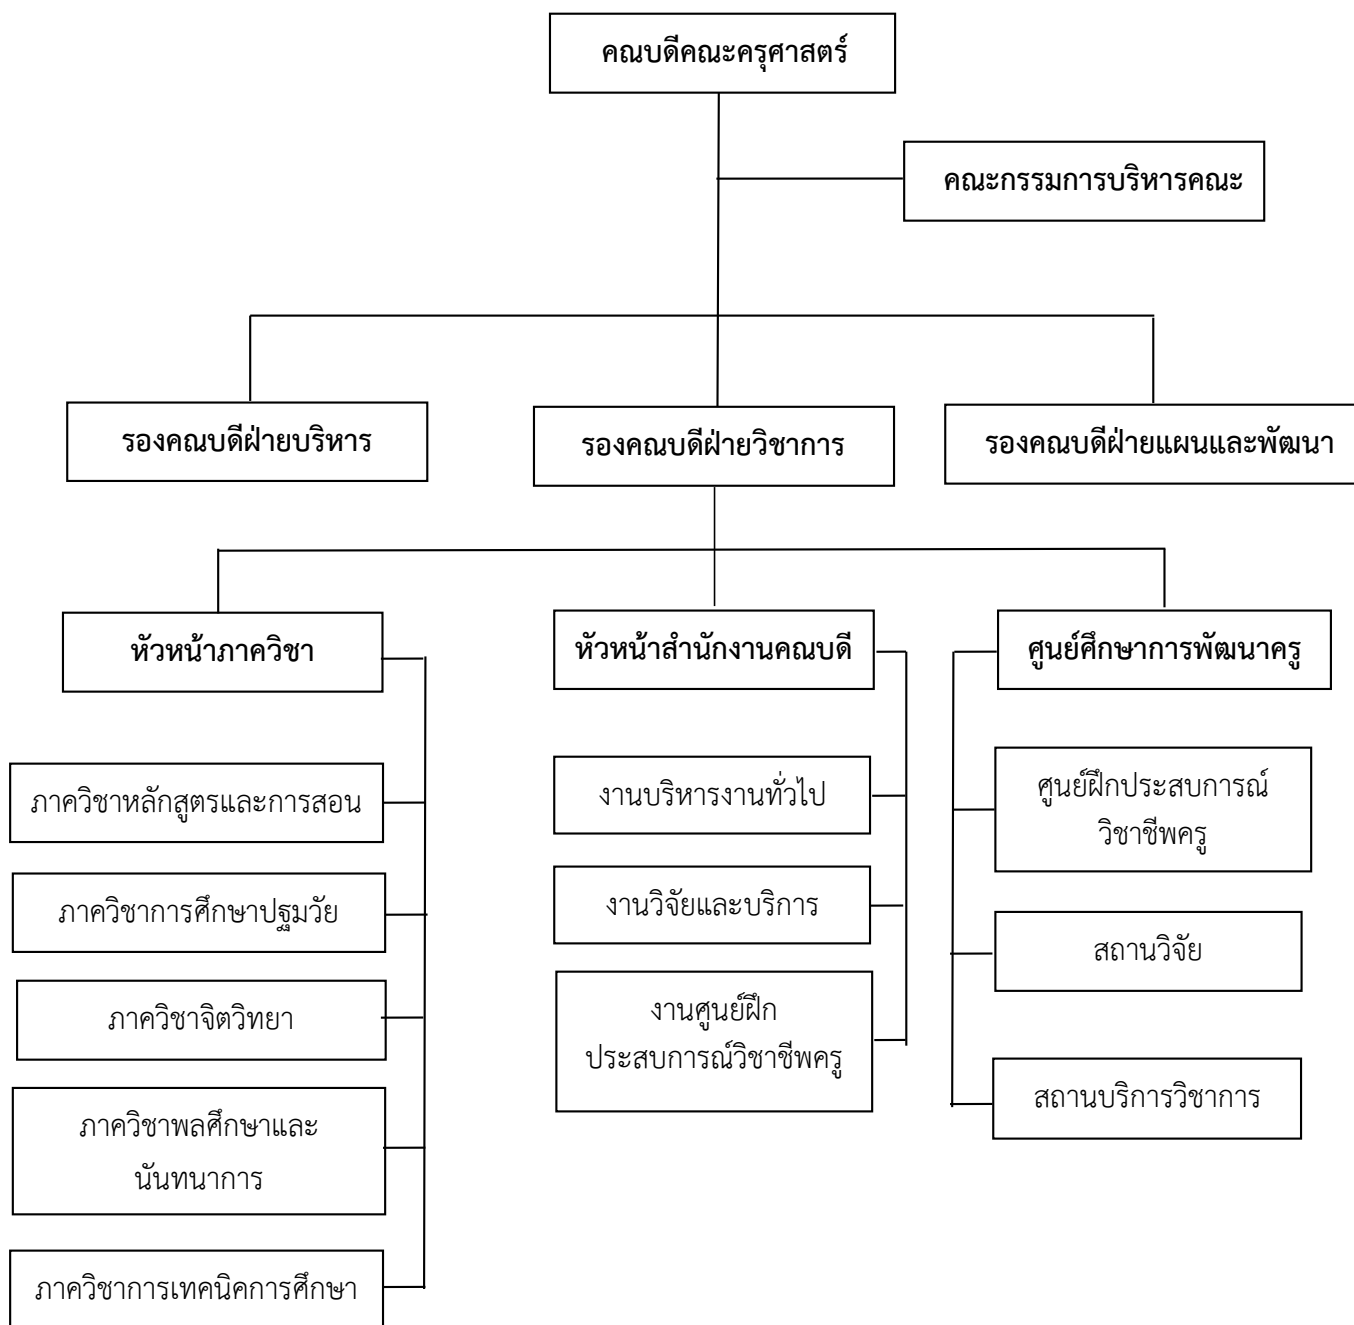 คณบดีคณะครุศาสตร์
คณะกรรมการบริหารคณะ
รองคณบดีฝ่ายบริหาร
รองคณบดีฝ่ายวิชาการ
รองคณบดีฝ่ายแผนและพัฒนา
หัวหน้าภาควิชา
หัวหน้าสำนักงานคณบดี
ศูนย์ศึกษาการพัฒนาครู
ภาควิชาหลักสูตรและการสอน
ภาควิชาการศึกษาปฐมวัย
ภาควิชาจิตวิทยา
ภาควิชาพลศึกษาและ
นันทนาการ
ภาควิชาการเทคนิคการศึกษา
งานบริหารงานทั่วไป
งานวิจัยและบริการ
งานศูนย์ฝึก
ประสบการณ์วิชาชีพครู
ศูนย์ฝึกประสบการณ์
วิชาชีพครู
สถานวิจัย
สถานบริการวิชาการ